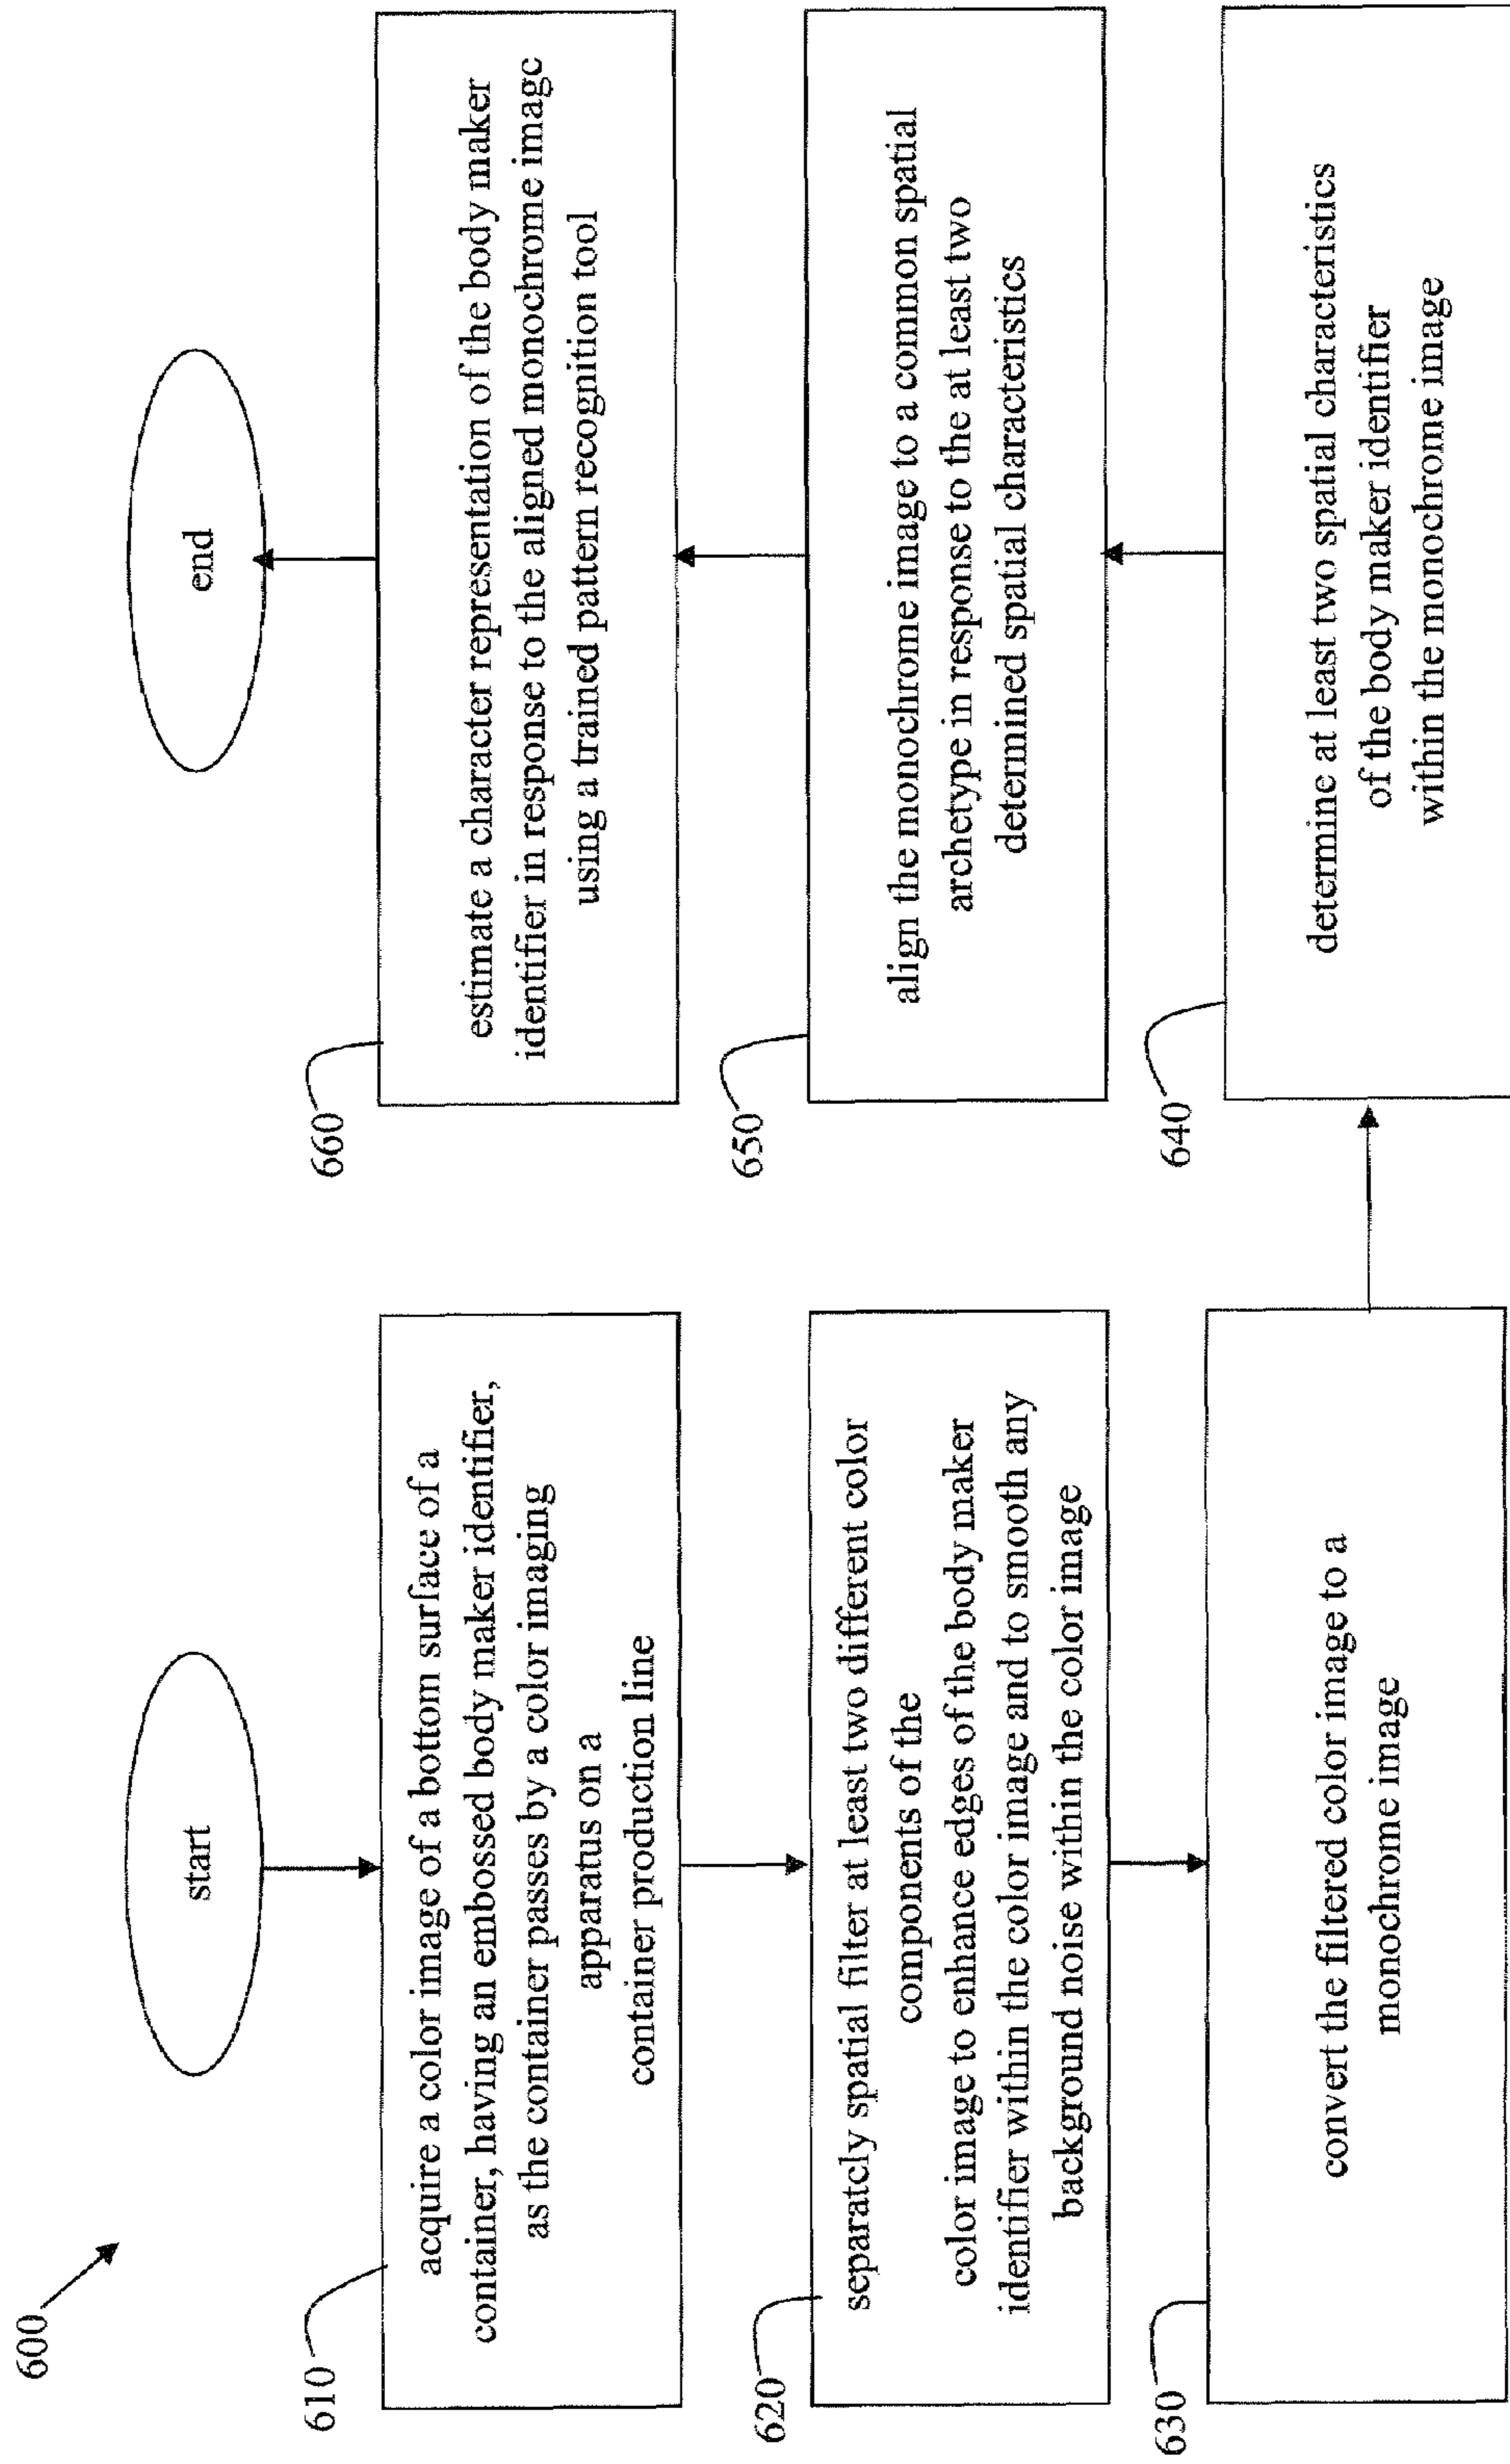 600
start
610
acquire a color image of a bottom surface of a
container, having an embossed body maker identifier,
as the container passes by a color imaging
apparatus on a
container production line
620
separately spatial filter at least two different color
components of the
color image to enhance edges of the body maker
identifier within the color image and to smooth any
background noise within the color image
630
convert the filtered color image to a
monochrome image
640
determine at least two spatial characteristics
of the body maker identifier
within the monochrome image
650
align the monochrome image to a common spatial
archetype in response to the at least two
determined spatial characteristics
660
estimate a character representation of the body maker
identifier in response to the aligned monochrome image
using a trained pattern recognition tool
end